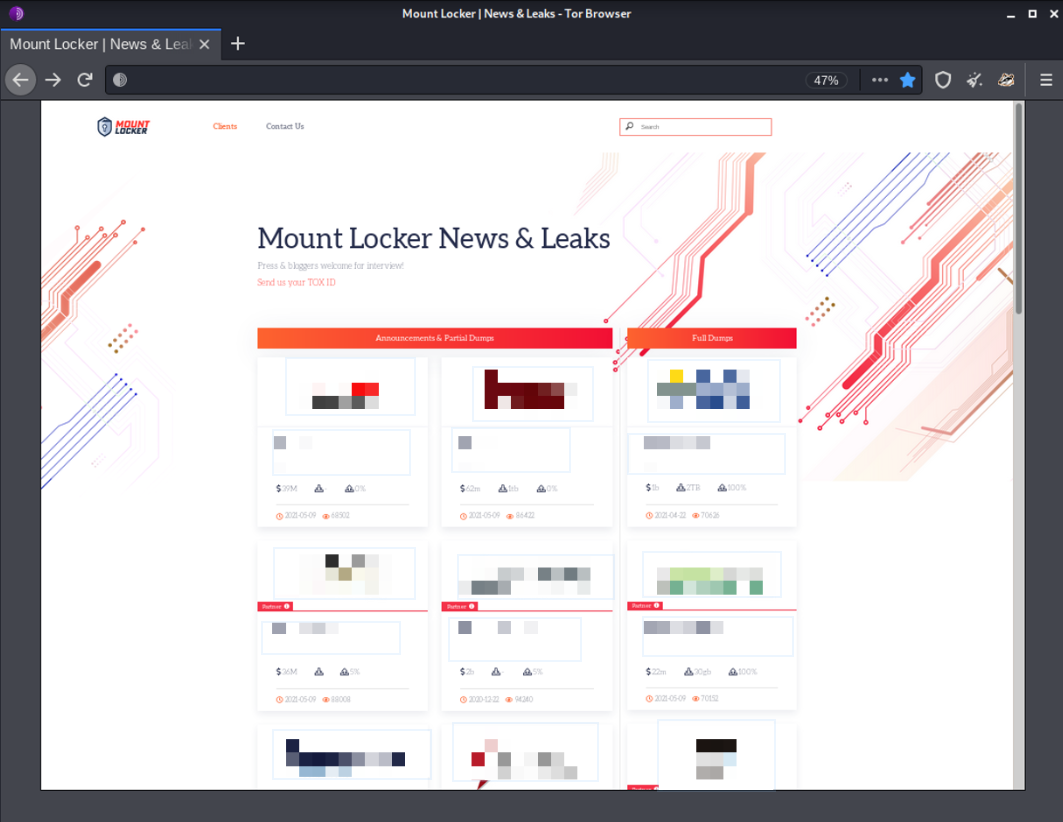 Mount Locker | News & Leaks - Tor Browser
Mount Locker | News & Lea
47%
MOUNT LOCKER
Clients
Contact Us
Search
Mount Locker News & Leaks
Press & bloggers welcome for interview!
Send us your TOX ID
Announcements & Partial Dumps
Full Dumps
$39M 0%
2021-05-09 68502
$62m 1tb 0%
2021-05-09 86422
$1b 2TB 100%
2021-04-22 70626
Partner
$36M 5%
2021-05-09 88008
Partner
$2b 5%
2020-12-22 94240
Partner
$22m 30gb 100%
2021-05-09 70152
Partner